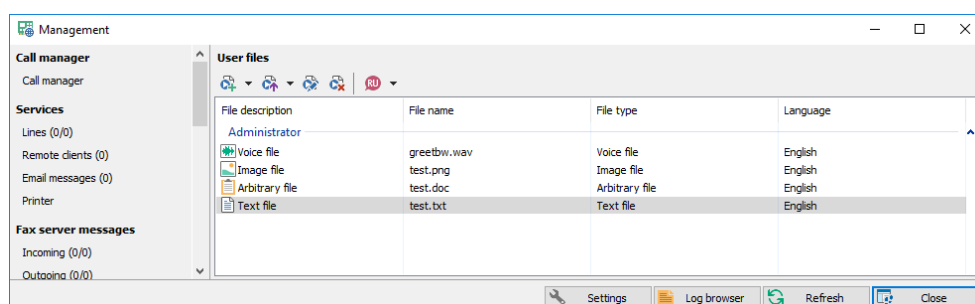 Management
Call manager
Call manager
Services
Lines (0/0)
Remote clients (0)
Email messages (0)
Printer
Fax server messages
Incoming (0/0)
Outgoing (0/0)
User files
RU
File description File name File type Language
Administrator
Voice file greetbw.wav Voice file English
Image file test.png Image file English
Arbitrary file test.doc Arbitrary file English
Text file test.txt Text file English
Settings Log browser Refresh Close